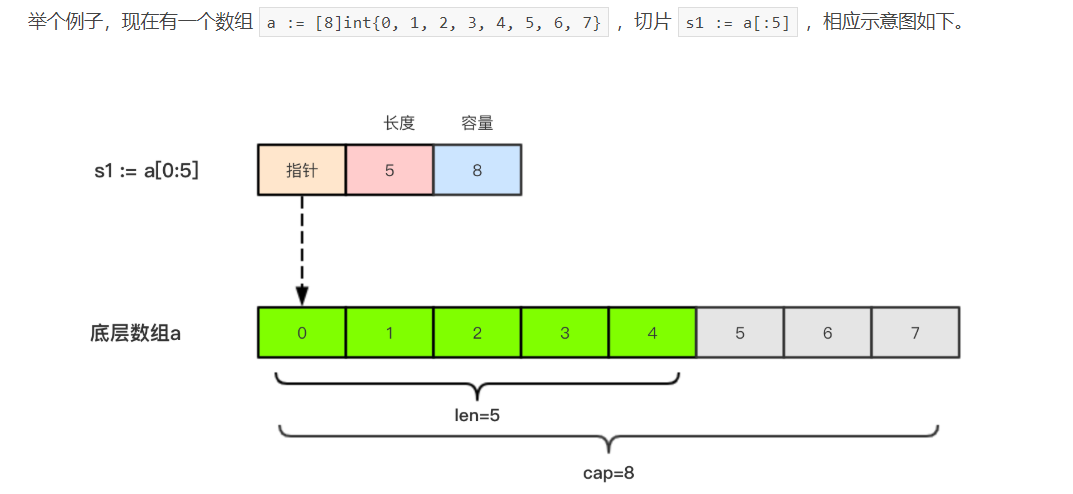 举个例子，现在有一个数组 a := [8]int{0, 1, 2, 3, 4, 5, 6, 7} ，切片 s1 := a[:5] ，相应示意图如下。
长度 容量
s1 := a[0:5] 指针 5 8
底层数组a 0 1 2 3 4 5 6 7
len=5
cap=8